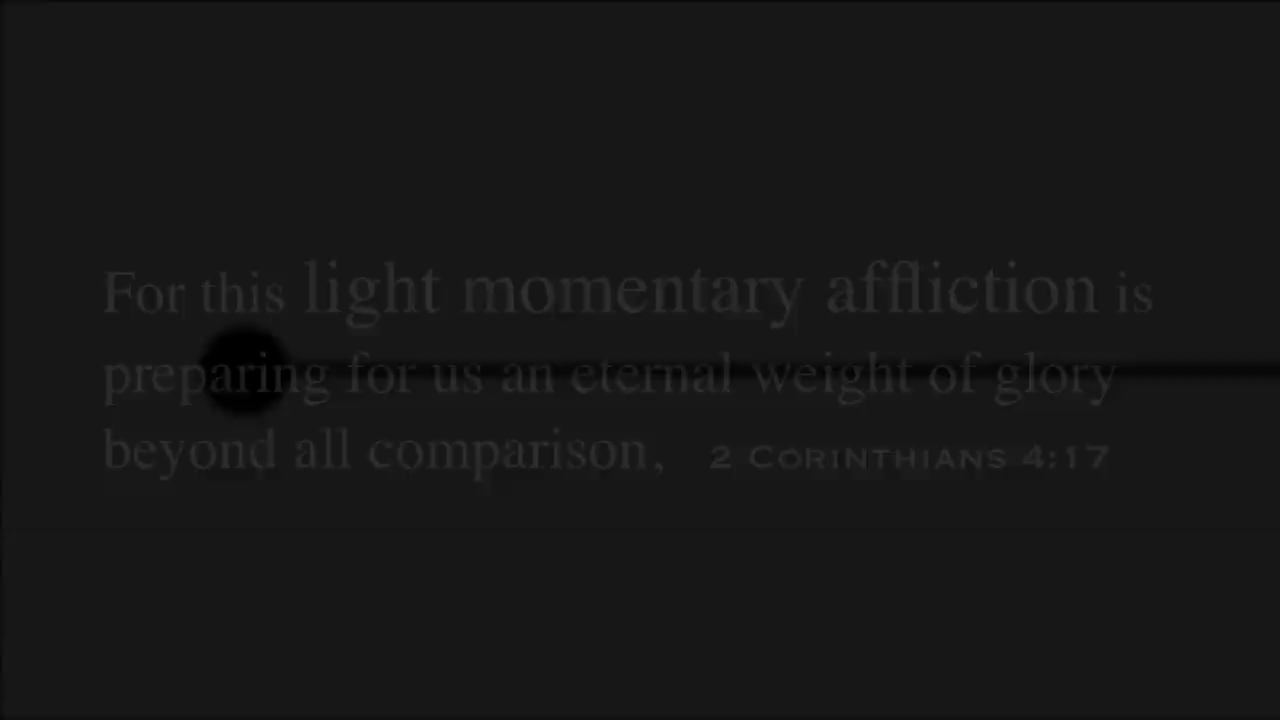 For this light momentary affliction is
preparing for us an eternal weight of glory
beyond all comparison, 2 CORINTHIANS 4:17